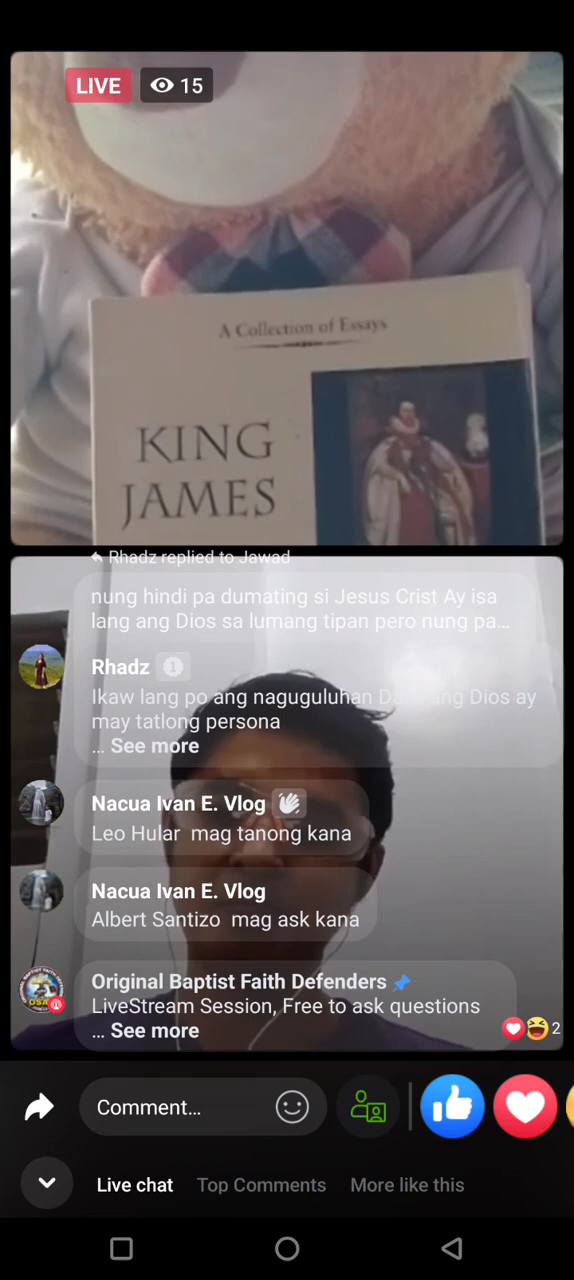 LIVE
15
A Collection of Essays
KING
JAMES
Rhadz replied to Jawad
nung hindi pa dumating si Jesus Crist Ay isa
lang ang Dios sa lumang tipan pero nung pa...
Rhadz 1
Ikaw lang po ang naguguluhan ang Dios ay
may tatlong persona
... See more
Nacua Ivan E. Vlog
Leo Hular mag tanong kana
Nacua Ivan E. Vlog
Albert Santizo mag ask kana
Original Baptist Faith Defenders
LiveStream Session, Free to ask questions
... See more
2
Comment...
Live chat Top Comments More like this